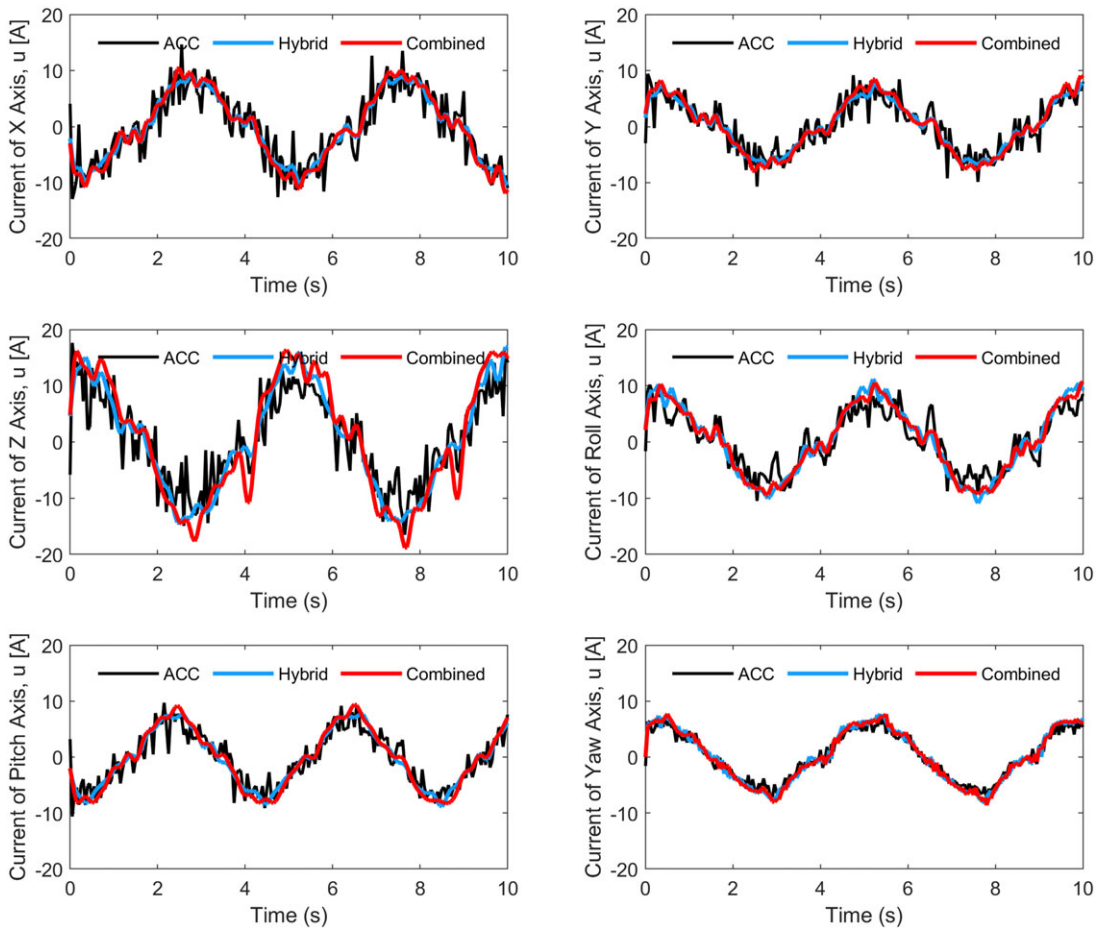 Current of X Axis, u [A]
20
10
0
-10
-20
ACC Hybrid Combined
0 2 4 6 8 10
Time (s)
Current of Y Axis, u [A]
20
10
0
-10
-20
ACC Hybrid Combined
0 2 4 6 8 10
Time (s)
Current of Z Axis, u [A]
20
10
0
-10
-20
ACC Hybrid Combined
0 2 4 6 8 10
Time (s)
Current of Roll Axis, u [A]
20
10
0
-10
-20
ACC Hybrid Combined
0 2 4 6 8 10
Time (s)
Current of Pitch Axis, u [A]
20
10
0
-10
-20
ACC Hybrid Combined
0 2 4 6 8 10
Time (s)
Current of Yaw Axis, u [A]
20
10
0
-10
-20
ACC Hybrid Combined
0 2 4 6 8 10
Time (s)